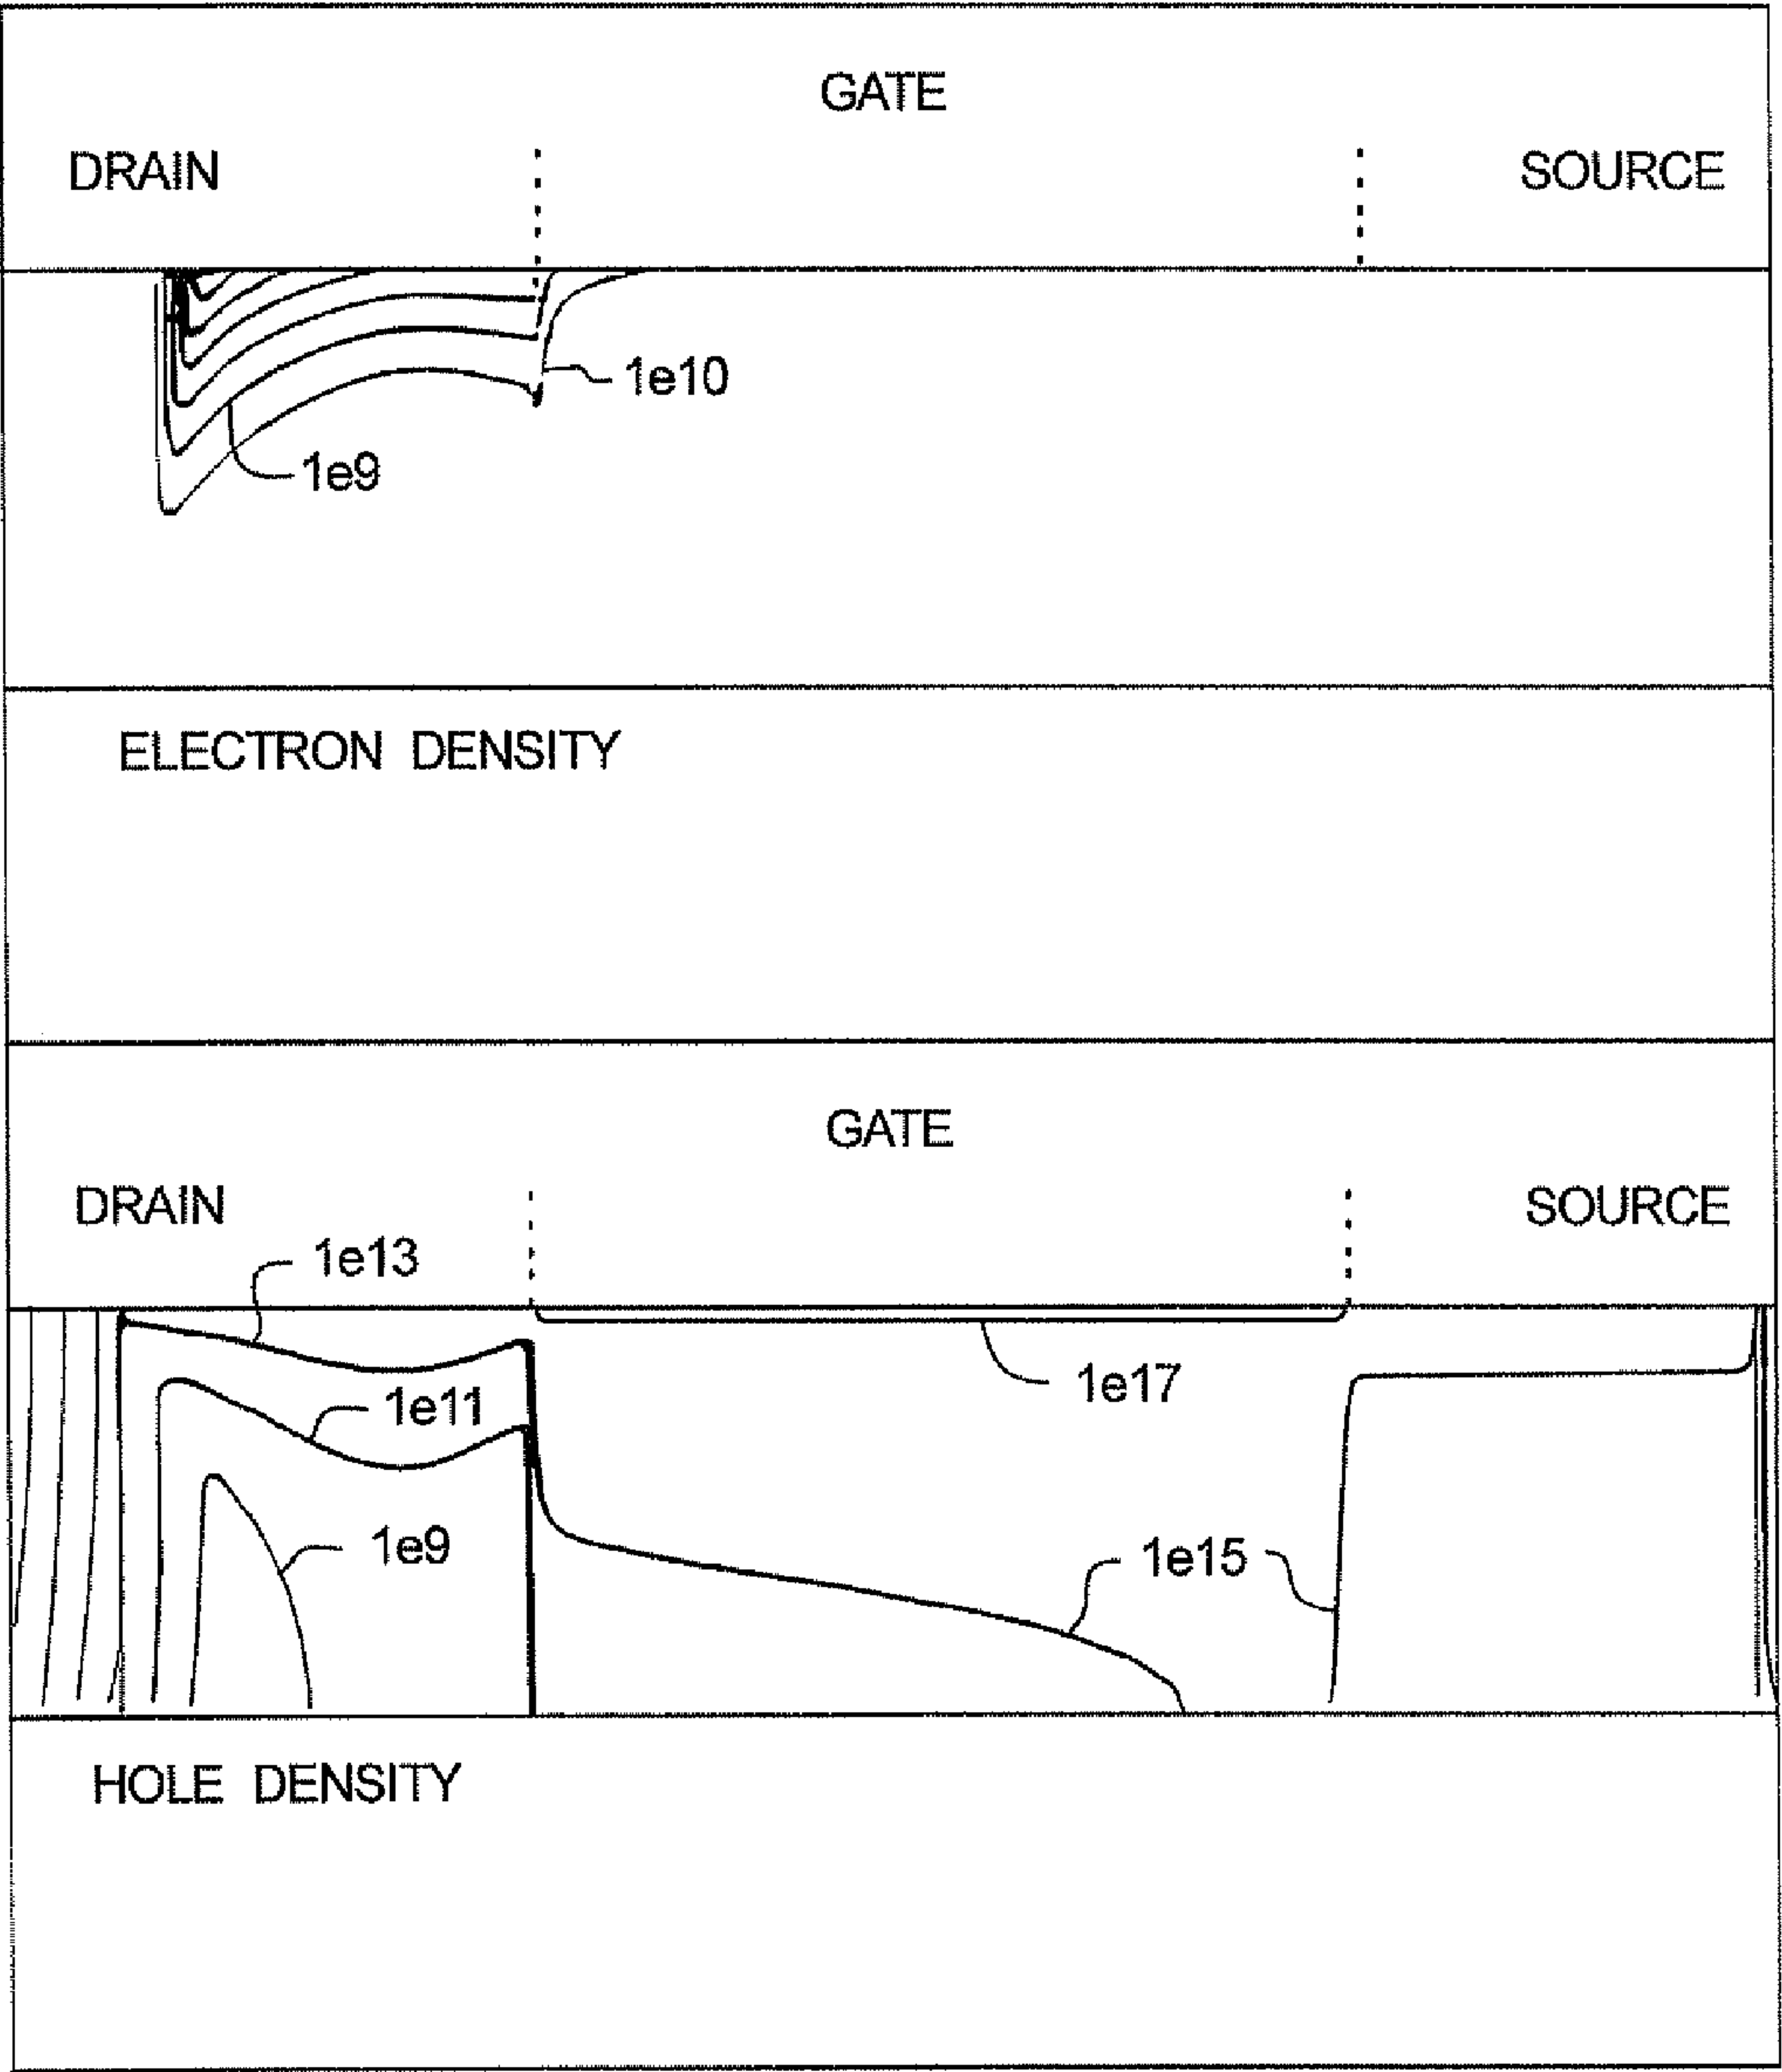 GATE
DRAIN
SOURCE
1e10
1e9
ELECTRON DENSITY
GATE
DRAIN
SOURCE
1e13
1e17
1e11
1e9
1e15
HOLE DENSITY